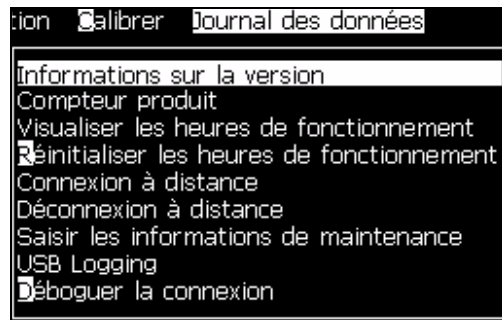 tion Calibrer Journal des données
Informations sur la version
Compteur produit
Visualiser les heures de fonctionnement
Réinitialiser les heures de fonctionnement
Connexion à distance
Déconnexion à distance
Saisir les informations de maintenance
USB Logging
Déboguer la connexion